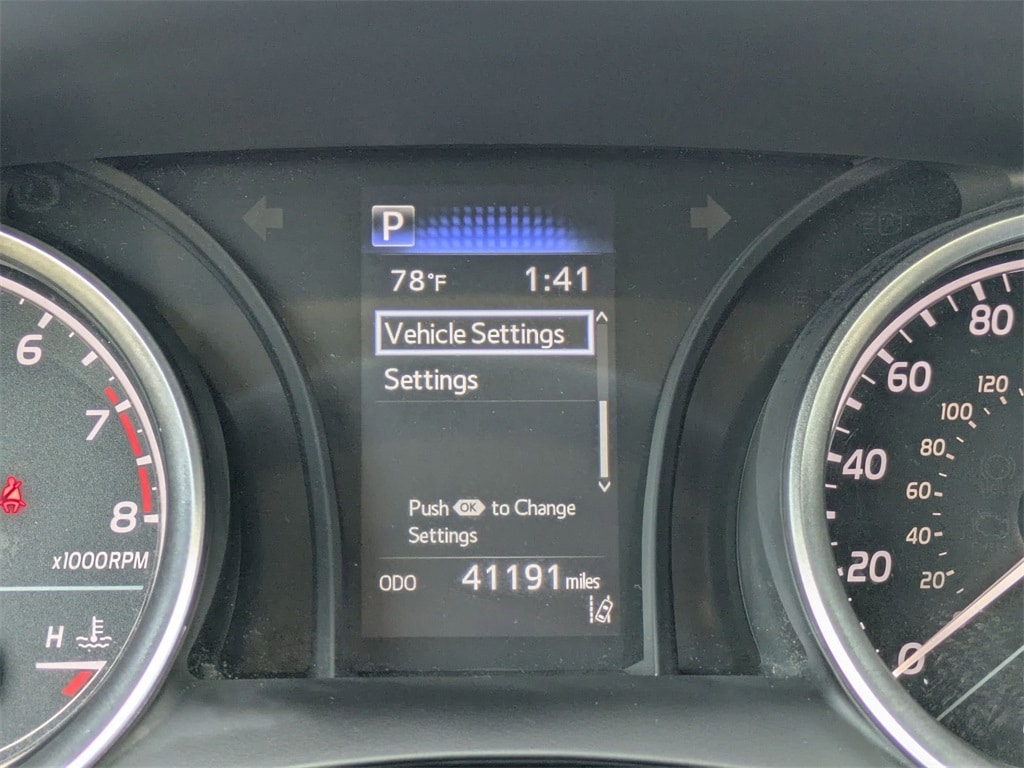 P
78°F 1:41
Vehicle Settings
Settings
Push OK to Change
Settings
ODO 41191 miles
6
7
8
x1000RPM
H
80
60
40
20
0
120
100
80
60
40
20